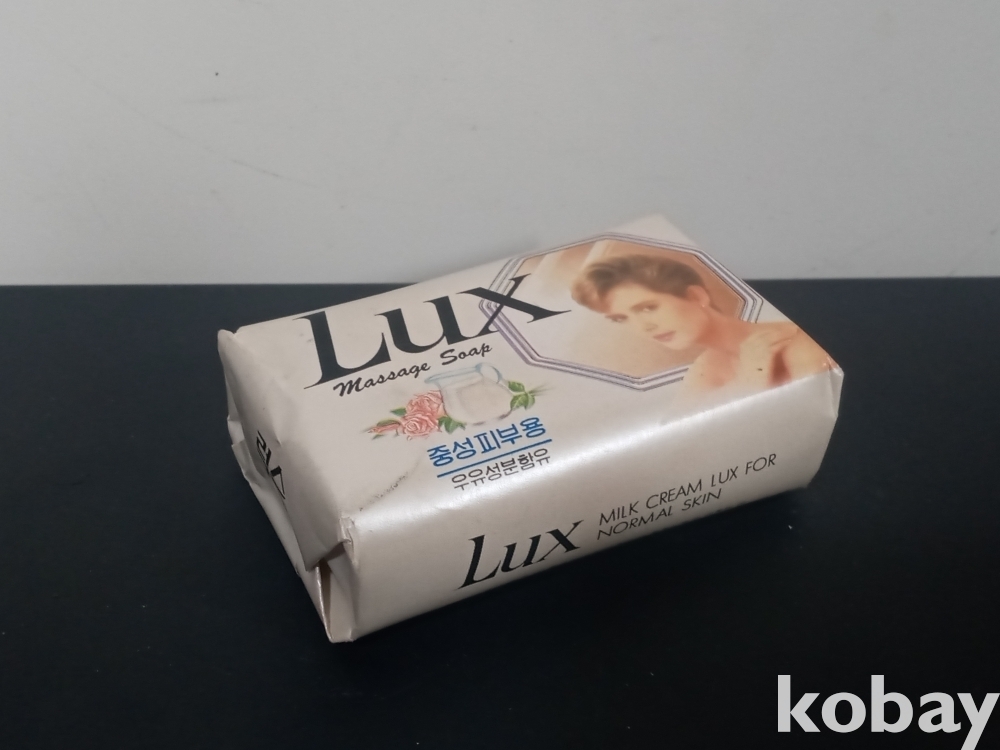 Lux
Massage Soap
중성피부용
우유성분함유
Lux
MILK CREAM LUX FOR
NORMAL SKIN
kobay